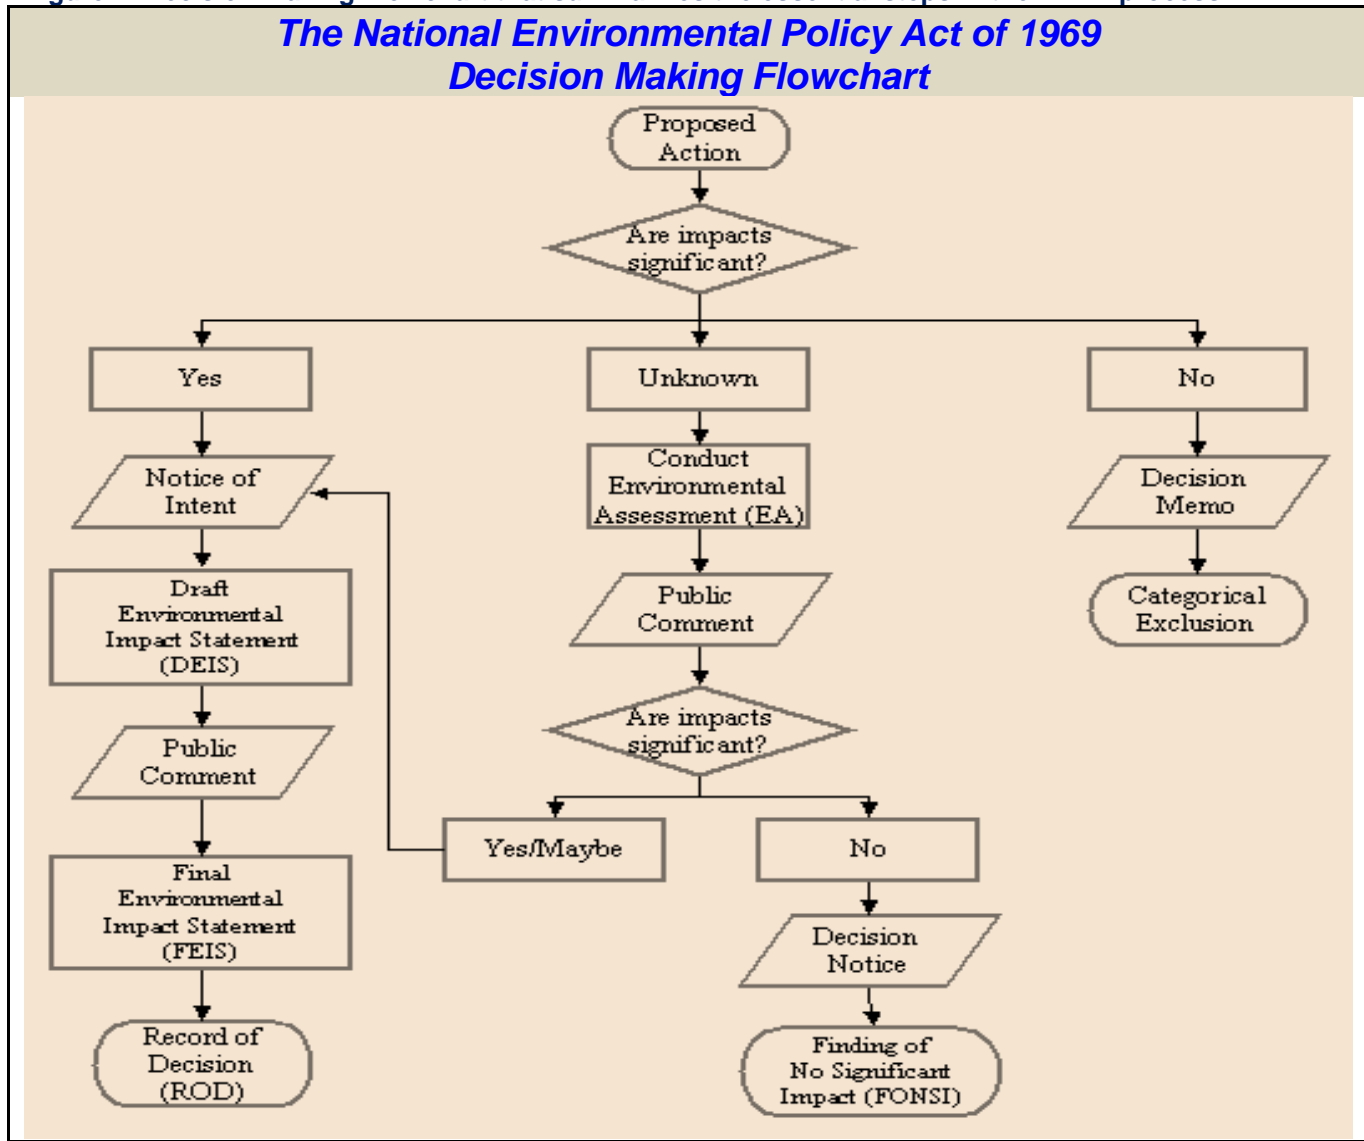 The National Environmental Policy Act of 1969
Decision Making Flowchart
Proposed
Action
Are impacts
significant?
Yes
Unknown
No
Notice of
Intent
Conduct
Environmental
Assessment (EA)
Decision
Memo
Draft
Environmental
Impact Statement
(DEIS)
Public
Comment
Categorical
Exclusion
Public
Comment
Are impacts
significant?
Final
Environmental
Impact Statement
(FEIS)
Yes/Maybe
No
Decision
Notice
Record of
Decision
(ROD)
Finding of
No Significant
Impact (FONSI)